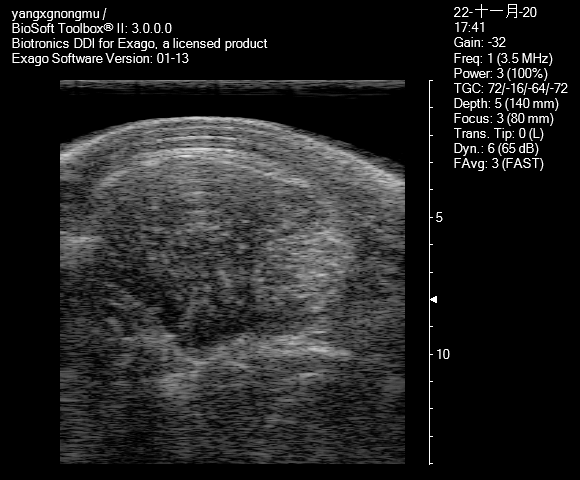 yangxgnongmu /
BioSoft Toolbox® II: 3.0.0.0
Biotronics DDI for Exago, a licensed product
Exago Software Version: 01-13
22-十一月-20
17:41
Gain: -32
Freq: 1 (3.5 MHz)
Power: 3 (100%)
TGC: 72/-16/-64/-72
Depth: 5 (140 mm)
Focus: 3 (80 mm)
Trans. Tip: 0 (L)
Dyn.: 6 (65 dB)
FAvg: 3 (FAST)
5
10